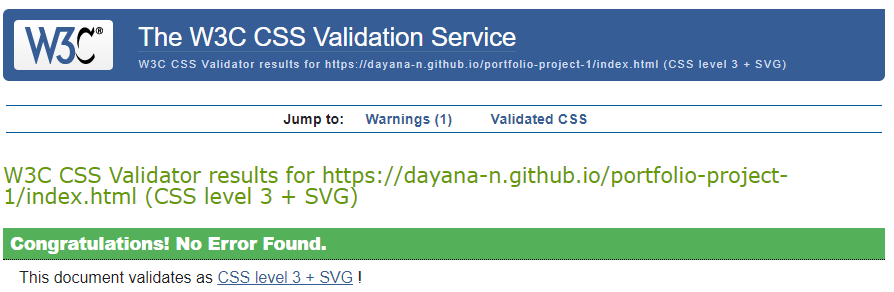 W3C®
The W3C CSS Validation Service
W3C CSS Validator results for https://dayana-n.github.io/portfolio-project-1/index.html (CSS level 3 + SVG)
Jump to: Warnings (1) Validated CSS
W3C CSS Validator results for https://dayana-n.github.io/portfolio-project-
1/index.html (CSS level 3 + SVG)
Congratulations! No Error Found.
This document validates as CSS level 3 + SVG !